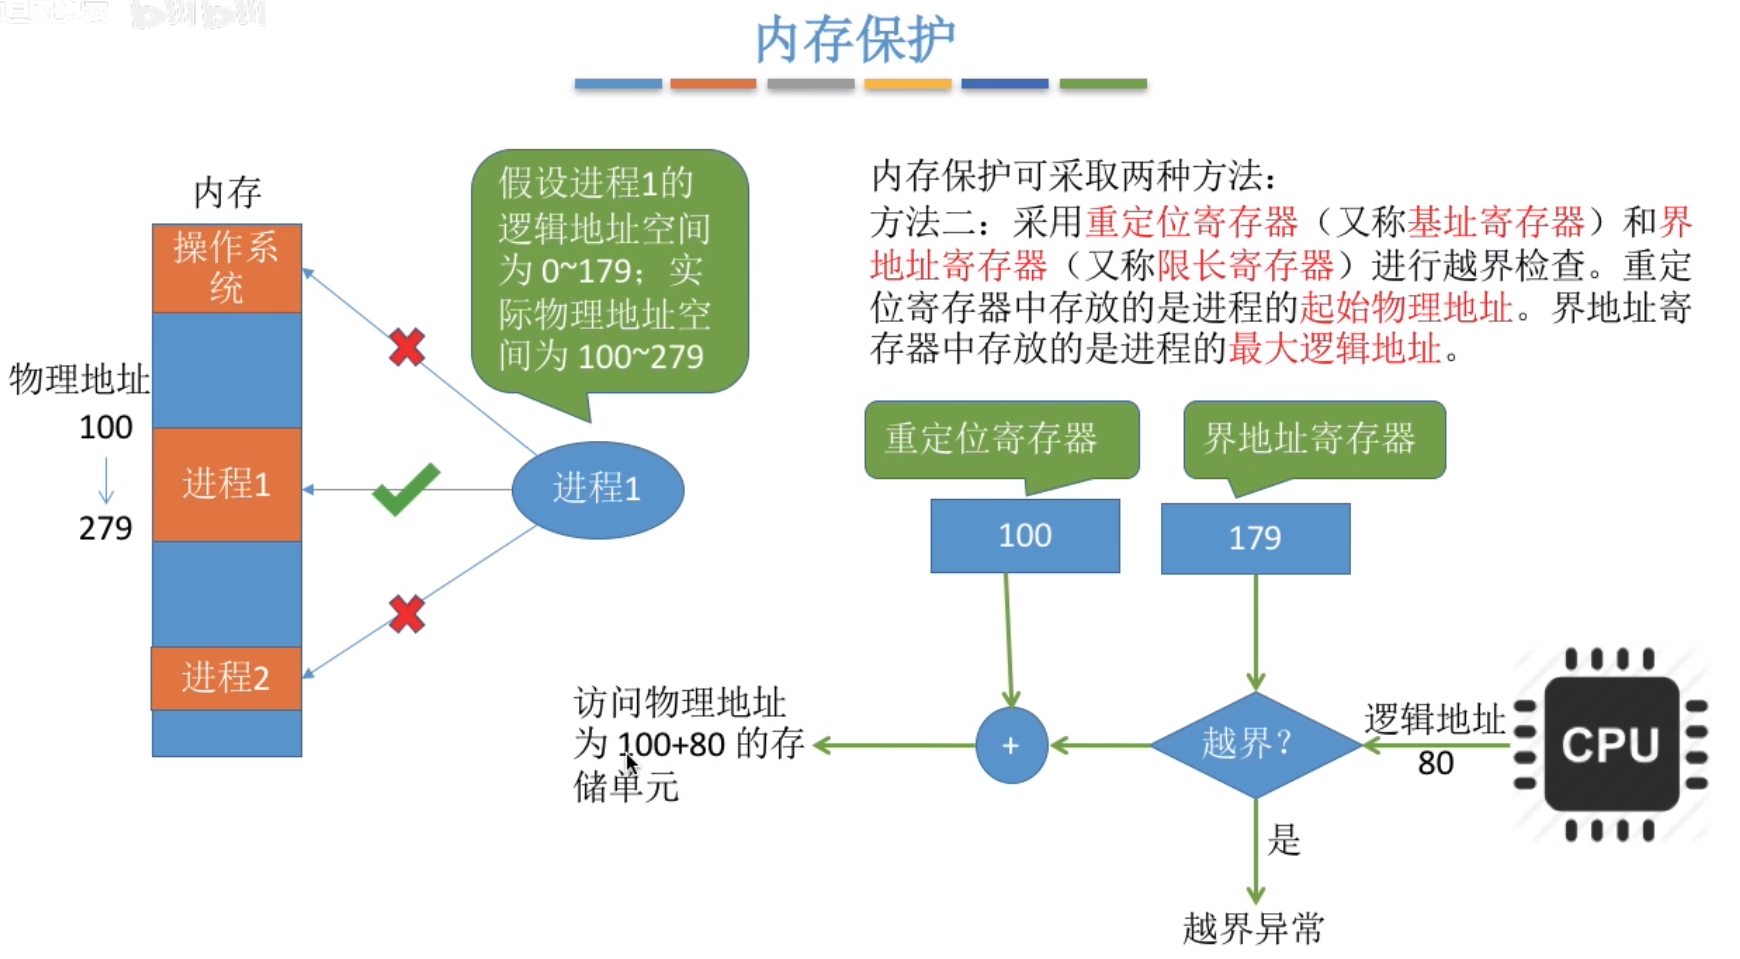 内存保护
内存
操作系
统
物理地址
100
279
进程1
进程2
假设进程1的
逻辑地址空间
为 0~179；实
际物理地址空
间为 100~279
进程1
内存保护可采取两种方法：
方法二：采用重定位寄存器（又称基址寄存器）和界
地址寄存器（又称限长寄存器）进行越界检查。重定
位寄存器中存放的是进程的起始物理地址。界地址寄
存器中存放的是进程的最大逻辑地址。
重定位寄存器
界地址寄存器
100
179
访问物理地址
为 100+80 的存
储单元
+
越界？
逻辑地址
80
CPU
是
越界异常